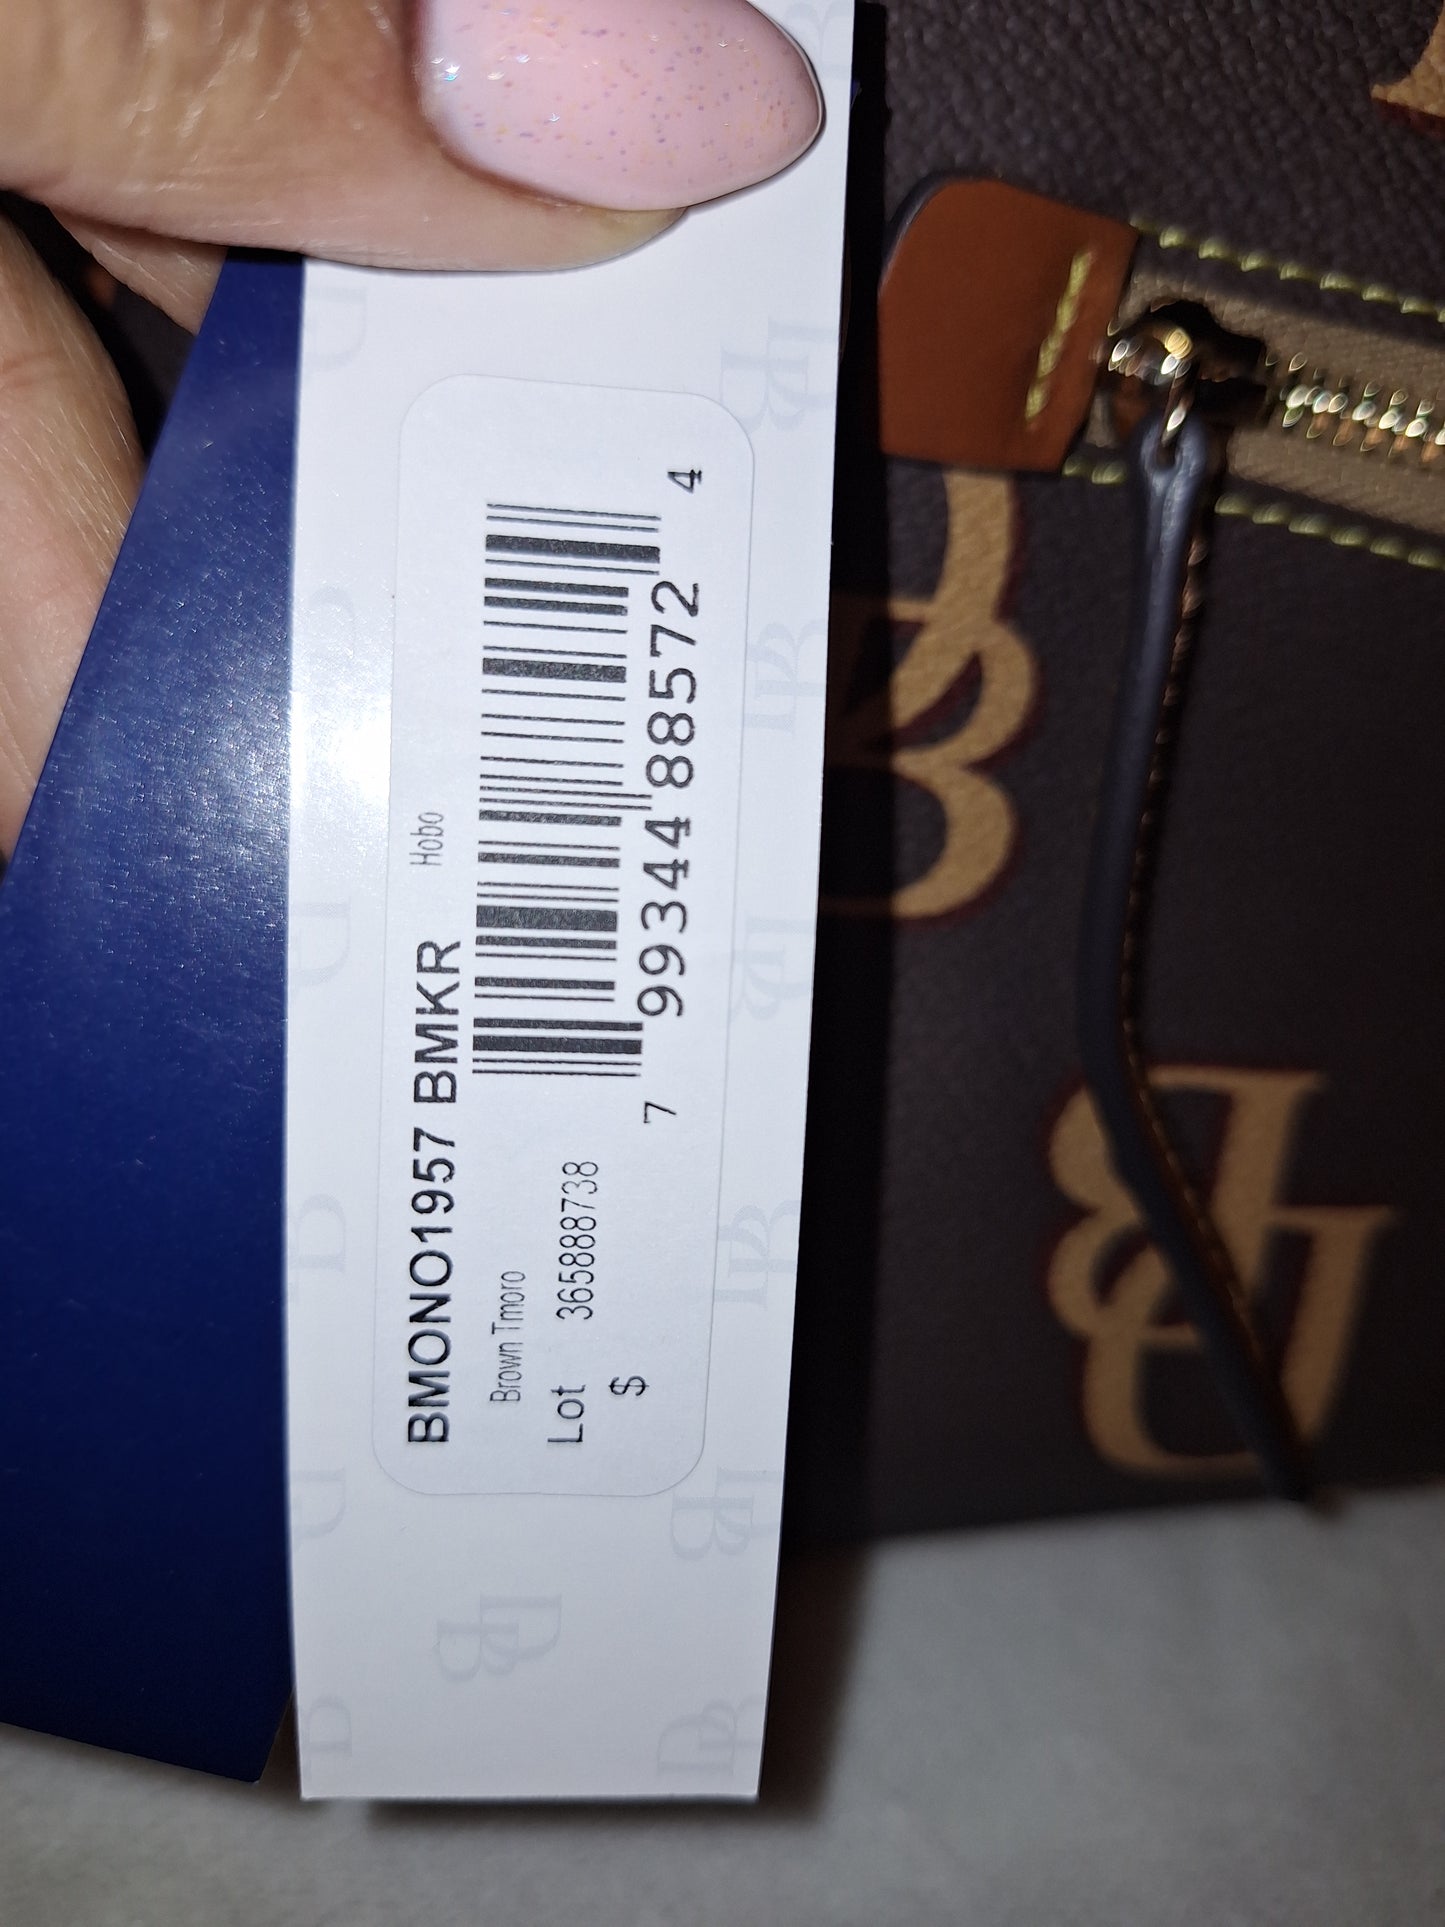 BMONO1957 BMKR
Hobo
Brown Tmoro
Lot 365888738
$
7 99344 88572 4